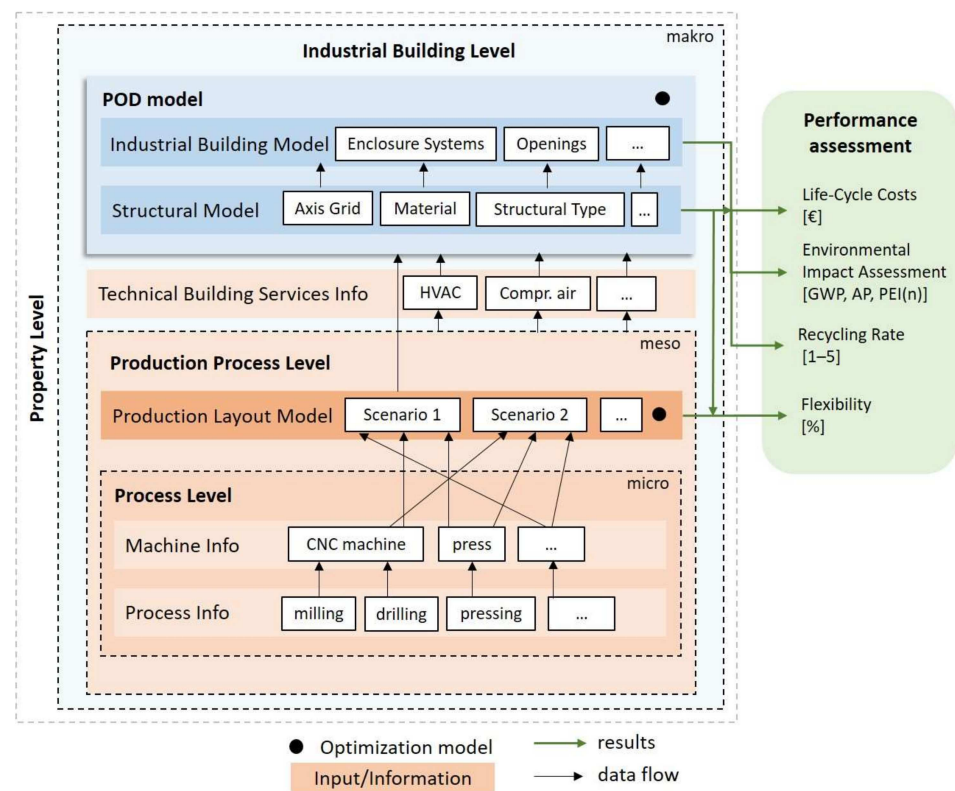 makro
Industrial Building Level
POD model
Industrial Building Model
Enclosure Systems
Openings
...
Structural Model
Axis Grid
Material
Structural Type
...
Technical Building Services Info
HVAC
Compr. air
...
meso
Production Process Level
Production Layout Model
Scenario 1
Scenario 2
...
micro
Process Level
Machine Info
CNC machine
press
...
Process Info
milling
drilling
pressing
...
Property Level
Performance
assessment
Life-Cycle Costs
[€]
Environmental
Impact Assessment
[GWP, AP, PEI(n)]
Recycling Rate
[1–5]
Flexibility
[%]
Optimization model
results
Input/Information
data flow